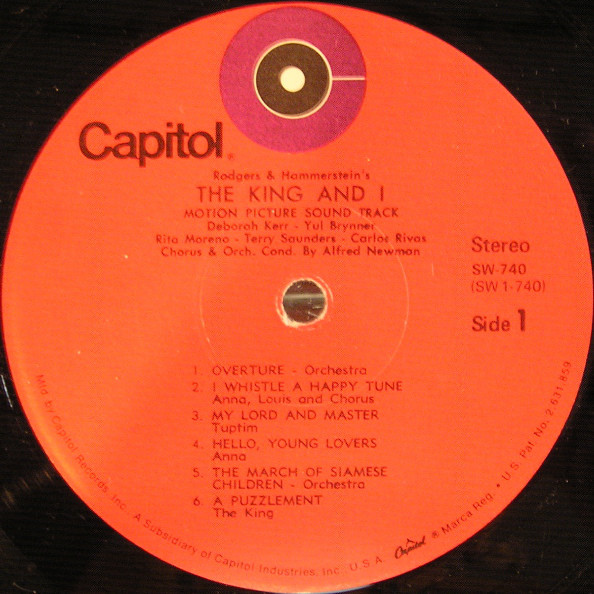 Capitol®
Rodgers & Hammerstein's
THE KING AND I
MOTION PICTURE SOUND TRACK
Deborah Kerr - Yul Brynner
Rita Moreno - Terry Saunders - Carlos Rivas
Chorus & Orch. Cond. By Alfred Newman
Stereo
SW-740
(SW 1-740)
Side 1
1. OVERTURE - Orchestra
2. I WHISTLE A HAPPY TUNE
Anna, Louis and Chorus
3. MY LORD AND MASTER
Tuptim
4. HELLO, YOUNG LOVERS
Anna
5. THE MARCH OF SIAMESE
CHILDREN - Orchestra
6. A PUZZLEMENT
The King
Mfd. by Capitol Records, Inc. A Subsidiary of Capitol Industries, Inc., U.S.A. Capitol ® Marca Reg. • U.S. Pat. No. 2,631,859